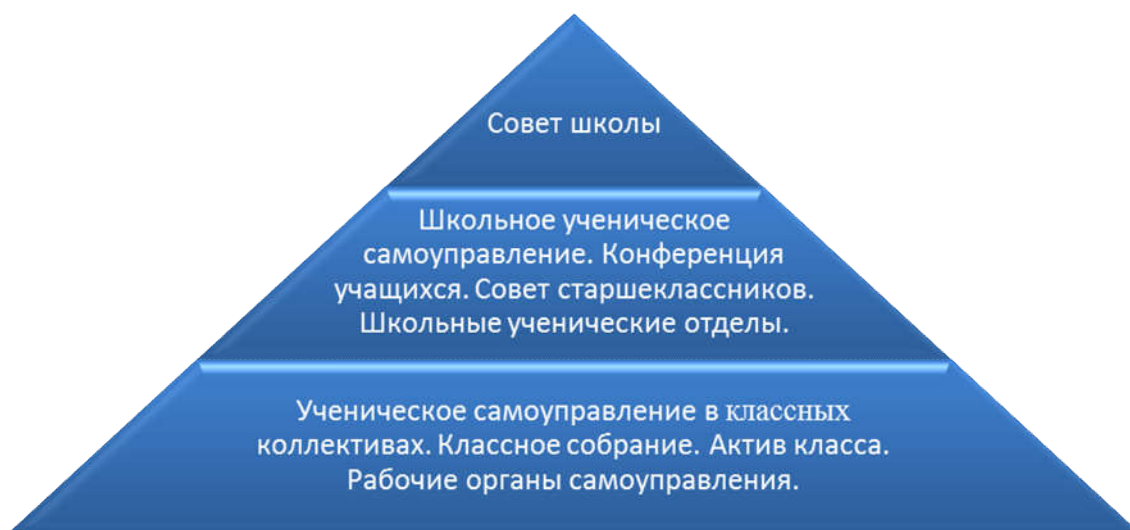 Совет школы
Школьное ученическое
самоуправление. Конференция
учащихся. Совет старшеклассников.
Школьные ученические отделы.
Ученическое самоуправление в классных
коллективах. Классное собрание. Актив класса.
Рабочие органы самоуправления.